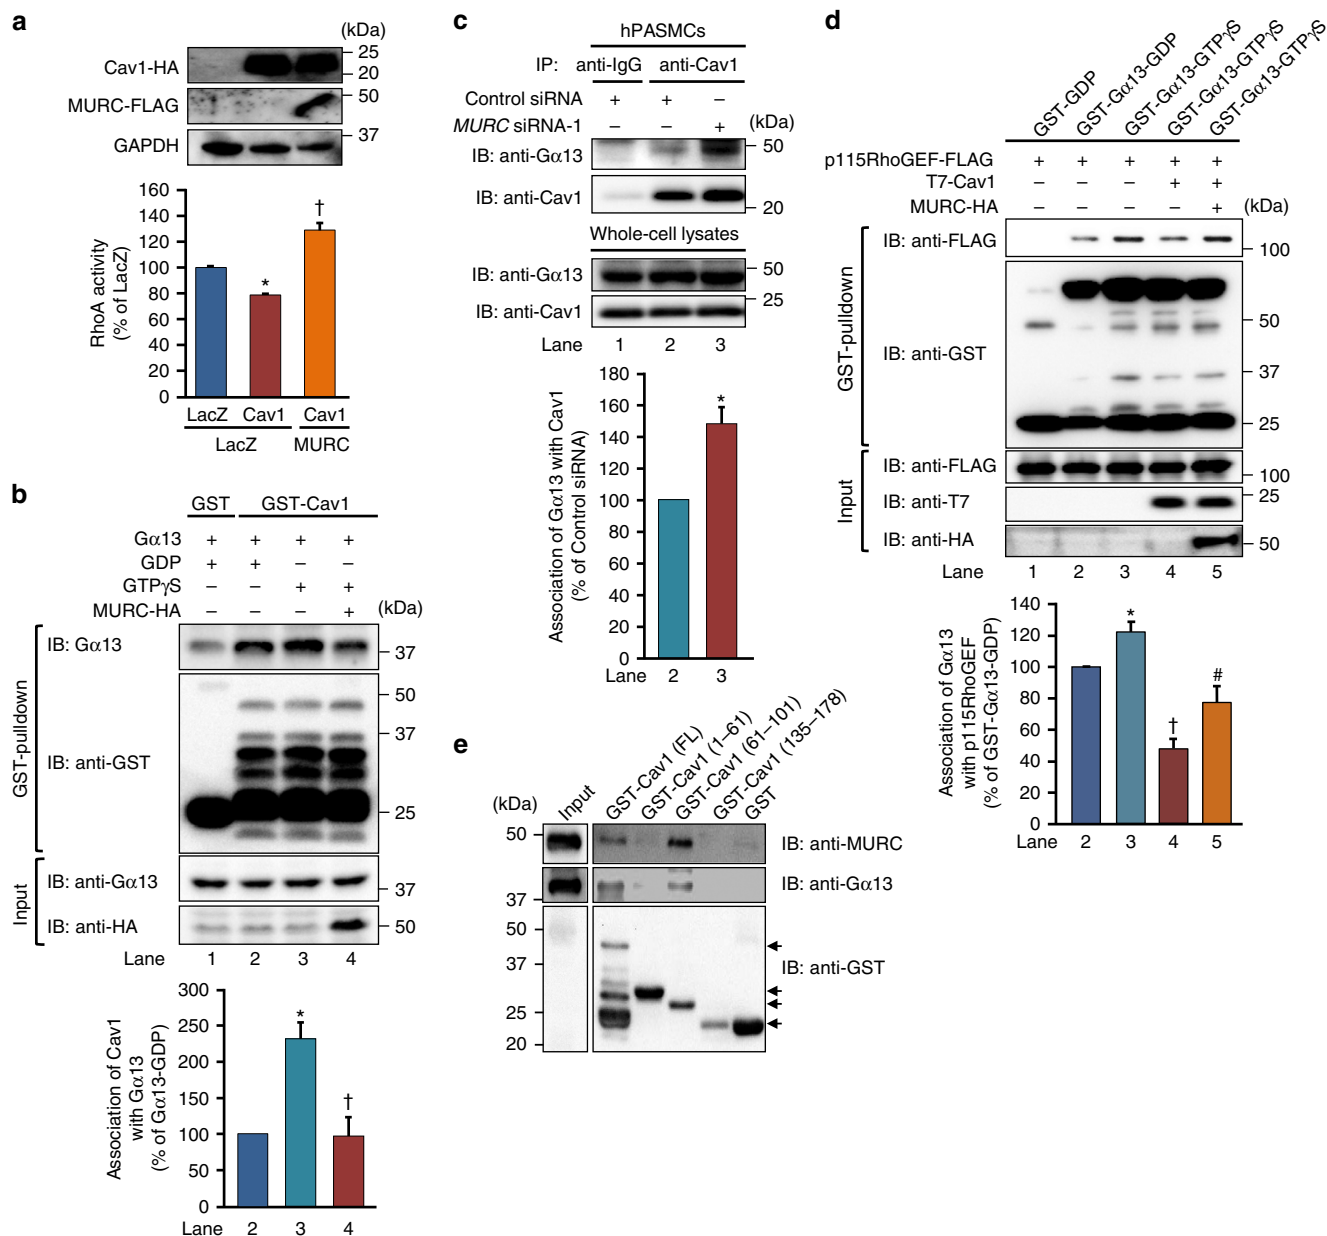 a
(kDa)
Cav1-HA
25
20
MURC-FLAG
50
GAPDH
37
RhoA activity
(% of LacZ)
160
140
120
100
80
60
40
20
0
*
†
LacZ Cav1 Cav1
LacZ MURC
b
GST GST-Cav1
Gα13 + + + +
GDP + + – –
GTPγS – – + +
MURC-HA – – – + (kDa)
GST-pulldown
IB: Gα13
37
IB: anti-GST
50
37
25
Input
IB: anti-Gα13
37
IB: anti-HA
50
Lane 1 2 3 4
Association of Cav1
with Gα13
(% of Gα13-GDP)
300
250
200
150
100
50
0
*
†
Lane 2 3 4
c
hPASMCs
IP: anti-IgG anti-Cav1
Control siRNA + + –
MURC siRNA-1 – – + (kDa)
IB: anti-Gα13
50
IB: anti-Cav1
20
Whole-cell lysates
IB: anti-Gα13
50
IB: anti-Cav1
25
Lane 1 2 3
Association of Gα13 with Cav1
(% of Control siRNA)
180
160
140
120
100
80
60
40
20
0
*
Lane 2 3
d
GST-GDP
GST-Gα13-GDP
GST-Gα13-GTPγS
GST-Gα13-GTPγS
GST-Gα13-GTPγS
p115RhoGEF-FLAG + + + + +
T7-Cav1 – – – + +
MURC-HA – – – – + (kDa)
GST-pulldown
IB: anti-FLAG
100
IB: anti-GST
50
37
25
Input
IB: anti-FLAG
100
IB: anti-T7
25
IB: anti-HA
50
Lane 1 2 3 4 5
Association of Gα13
with p115RhoGEF
(% of GST-Gα13-GDP)
140
120
100
80
60
40
20
0
*
†
#
Lane 2 3 4 5
e
(kDa)
Input
GST-Cav1 (FL)
GST-Cav1 (1–61)
GST-Cav1 (61–101)
GST-Cav1 (135–178)
GST
50
IB: anti-MURC
IB: anti-Gα13
37
50
37
IB: anti-GST
25
20